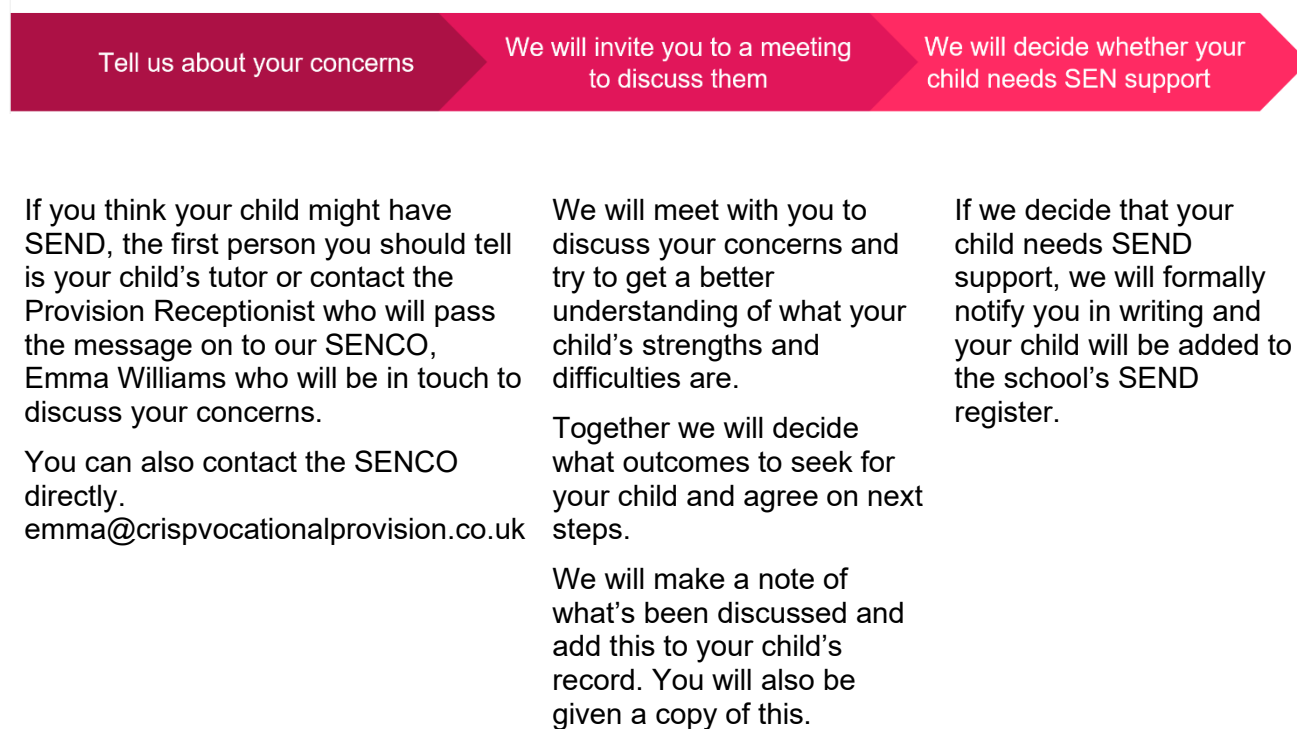 Tell us about your concerns
We will invite you to a meeting
to discuss them
We will decide whether your
child needs SEN support
If you think your child might have
SEND, the first person you should tell
is your child’s tutor or contact the
Provision Receptionist who will pass
the message on to our SENCO,
Emma Williams who will be in touch to
discuss your concerns.
You can also contact the SENCO
directly.
emma@crispvocationalprovision.co.uk
We will meet with you to
discuss your concerns and
try to get a better
understanding of what your
child’s strengths and
difficulties are.
Together we will decide
what outcomes to seek for
your child and agree on next
steps.
We will make a note of
what’s been discussed and
add this to your child’s
record. You will also be
given a copy of this.
If we decide that your
child needs SEND
support, we will formally
notify you in writing and
your child will be added to
the school’s SEND
register.